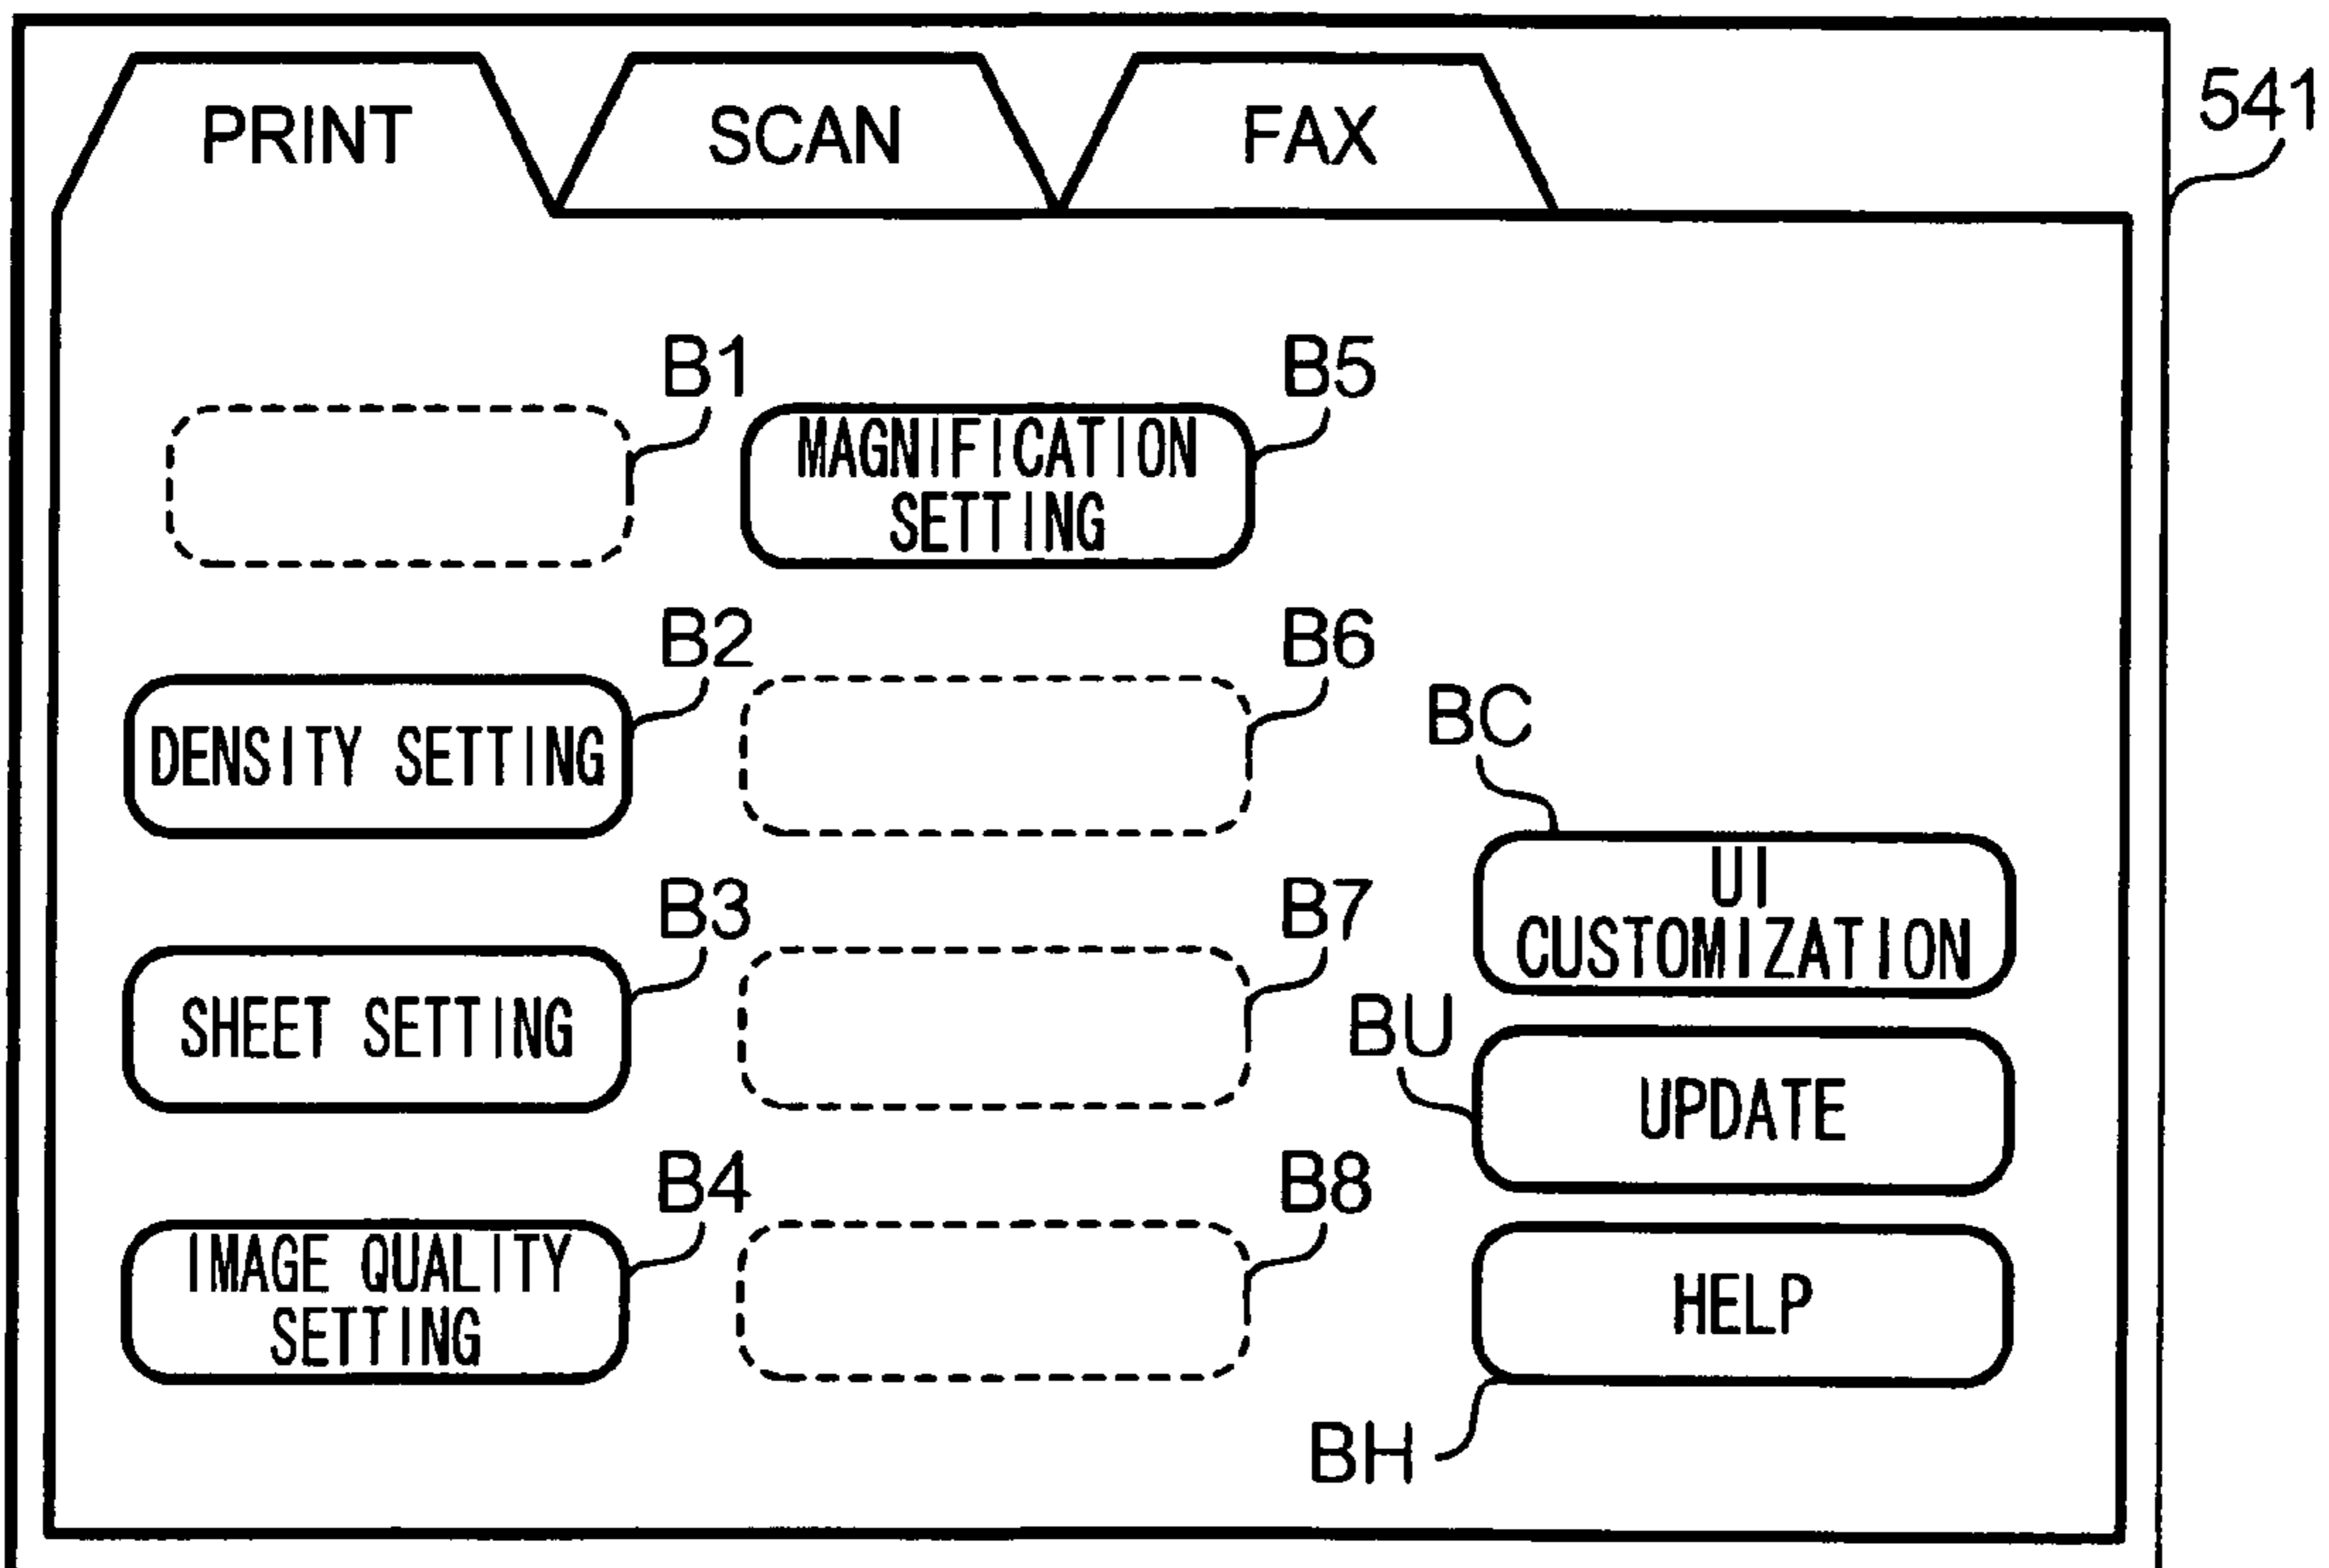 PRINT SCAN FAX
541
B1 B5
MAGNIFICATION
SETTING
B2 B6
DENSITY SETTING
BC
UI
CUSTOMIZATION
B3 B7
SHEET SETTING
BU
UPDATE
B4 B8
IMAGE QUALITY
SETTING
HELP
BH